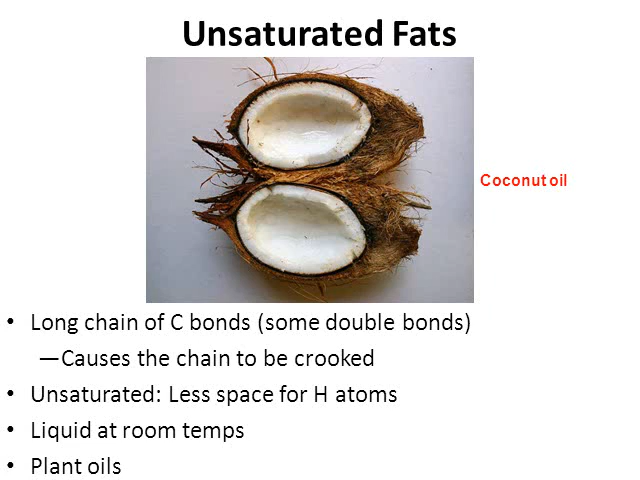 Unsaturated Fats
Coconut oil
• Long chain of C bonds (some double bonds)
—Causes the chain to be crooked
• Unsaturated: Less space for H atoms
• Liquid at room temps
• Plant oils